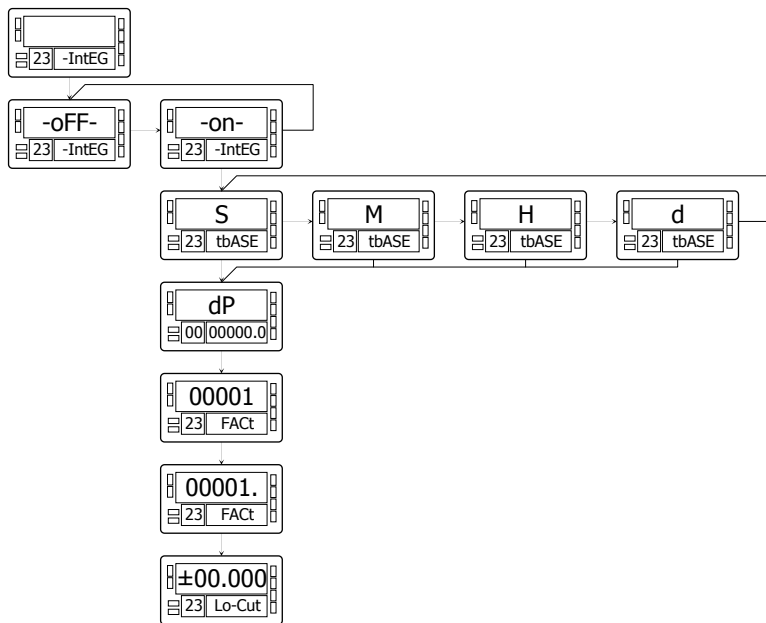 23 -IntEG
-oFF-
23 -IntEG
-on-
23 -IntEG
S
23 tbASE
M
23 tbASE
H
23 tbASE
d
23 tbASE
dP
00 00000.0
00001
23 FACt
00001.
23 FACt
±00.000
23 Lo-Cut